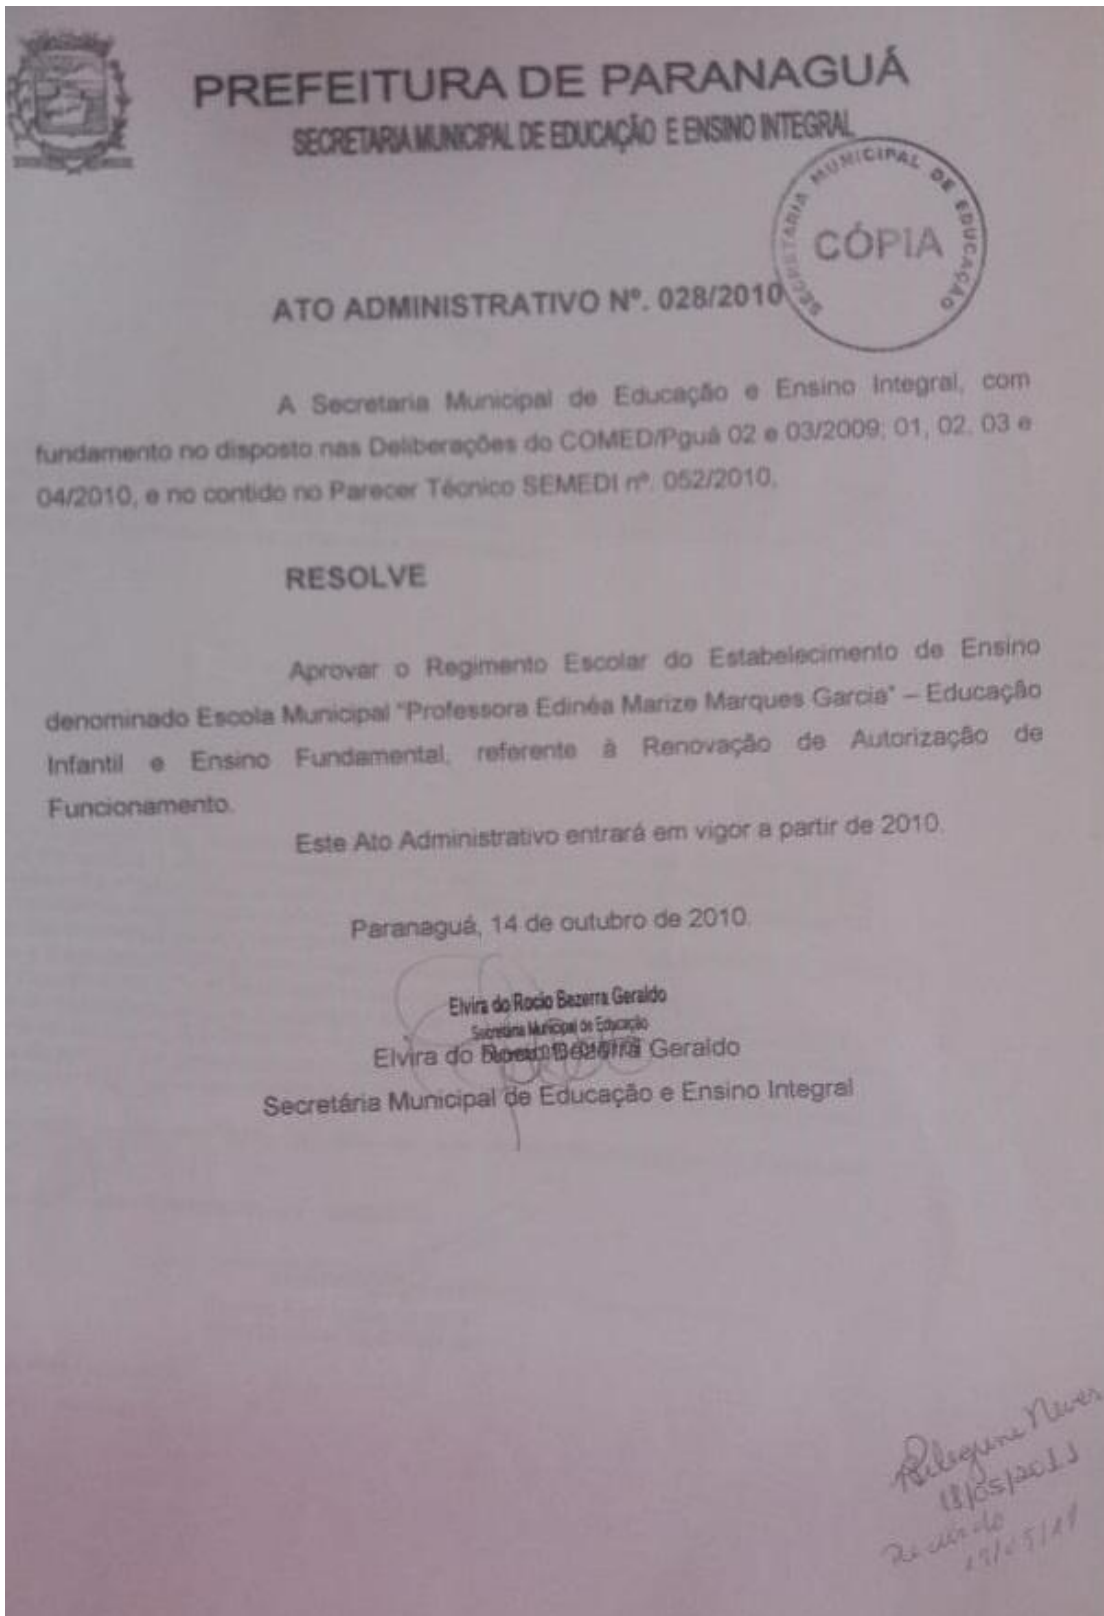 PREFEITURA DE PARANAGUÁ
SECRETARIA MUNICIPAL DE EDUCAÇÃO E ENSINO INTEGRAL
SECRETARIA MUNICIPAL DE EDUCAÇÃO
CÓPIA
ATO ADMINISTRATIVO Nº. 028/2010
A Secretaria Municipal de Educação e Ensino Integral, com
fundamento no disposto nas Deliberações do COMED/Pguá 02 e 03/2009; 01, 02, 03 e
04/2010, e no contido no Parecer Técnico SEMEDI nº. 052/2010,
RESOLVE
Aprovar o Regimento Escolar do Estabelecimento de Ensino
denominado Escola Municipal "Professora Edinéa Marize Marques Garcia" – Educação
Infantil e Ensino Fundamental, referente à Renovação de Autorização de
Funcionamento.
Este Ato Administrativo entrará em vigor a partir de 2010.
Paranaguá, 14 de outubro de 2010.
Elvira do Rocio Bezerra Geraldo
Secretária Municipal de Educação
Elvira do Rocio Bezerra Geraldo
Secretária Municipal de Educação e Ensino Integral
Neves
18/05/2011